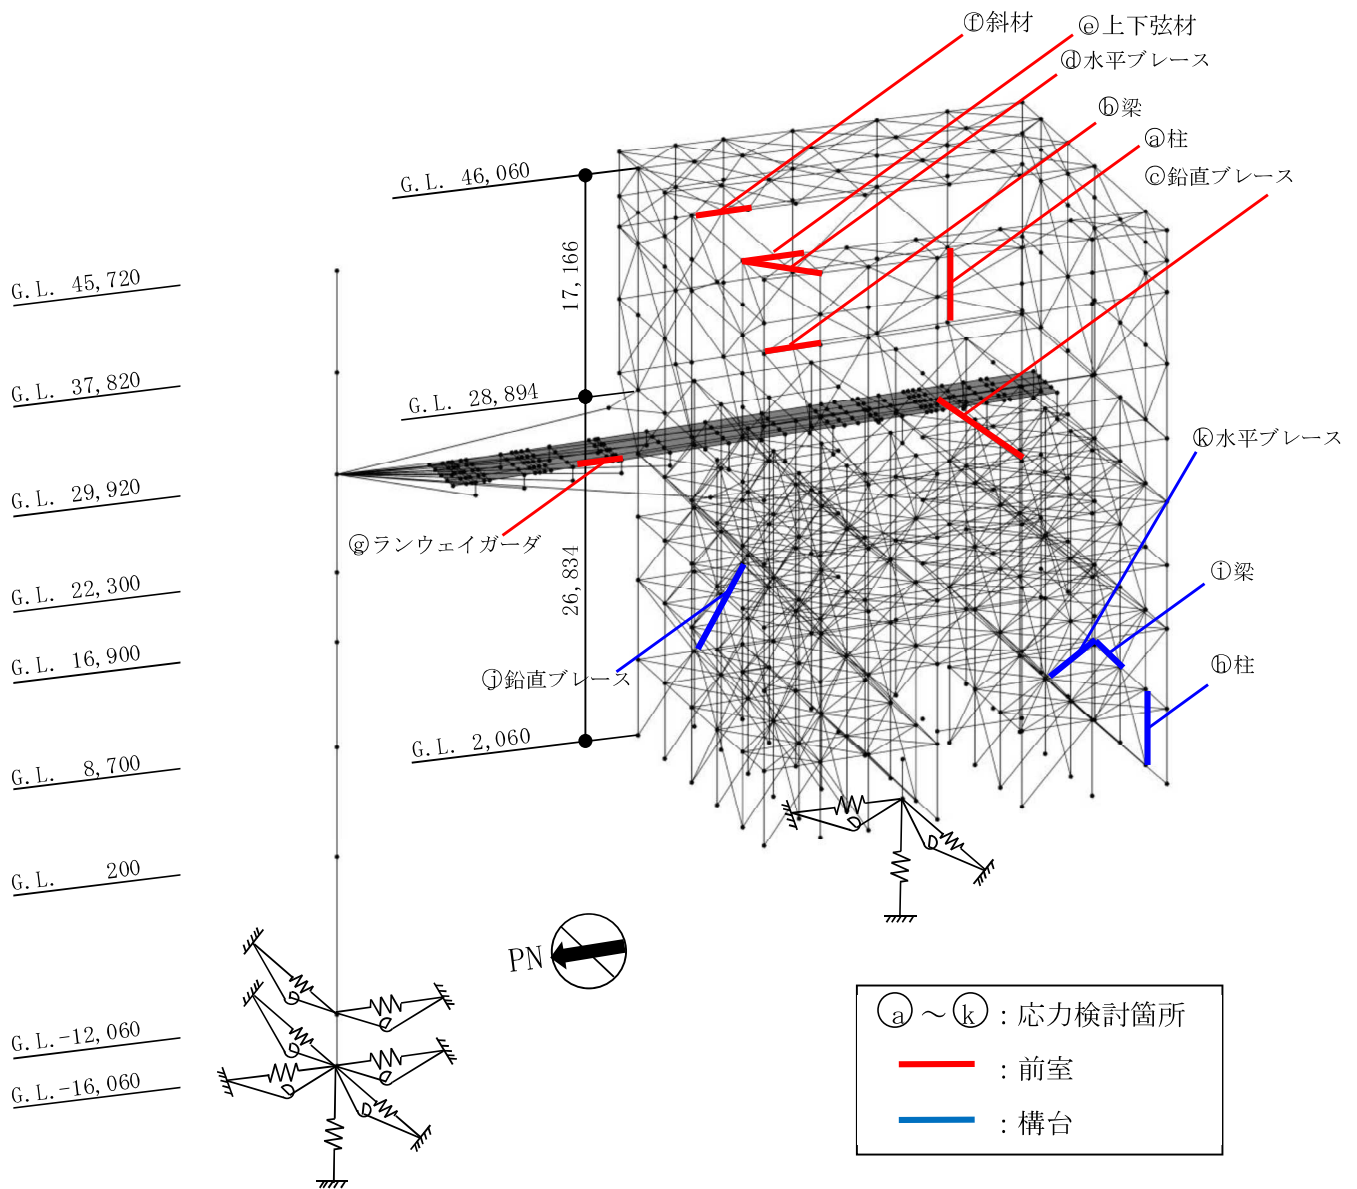 ⓕ斜材
ⓔ上下弦材
ⓓ水平ブレース
ⓑ梁
ⓐ柱
ⓒ鉛直ブレース
G.L. 46,060
17,166
G.L. 45,720
G.L. 37,820
G.L. 28,894
ⓚ水平ブレース
G.L. 29,920
ⓖランウェイガーダ
26,834
G.L. 22,300
ⓘ梁
G.L. 16,900
ⓙ鉛直ブレース
ⓗ柱
G.L. 2,060
G.L. 8,700
G.L. 200
PN
ⓐ～ⓚ：応力検討箇所
：前室
：構台
G.L.-12,060
G.L.-16,060